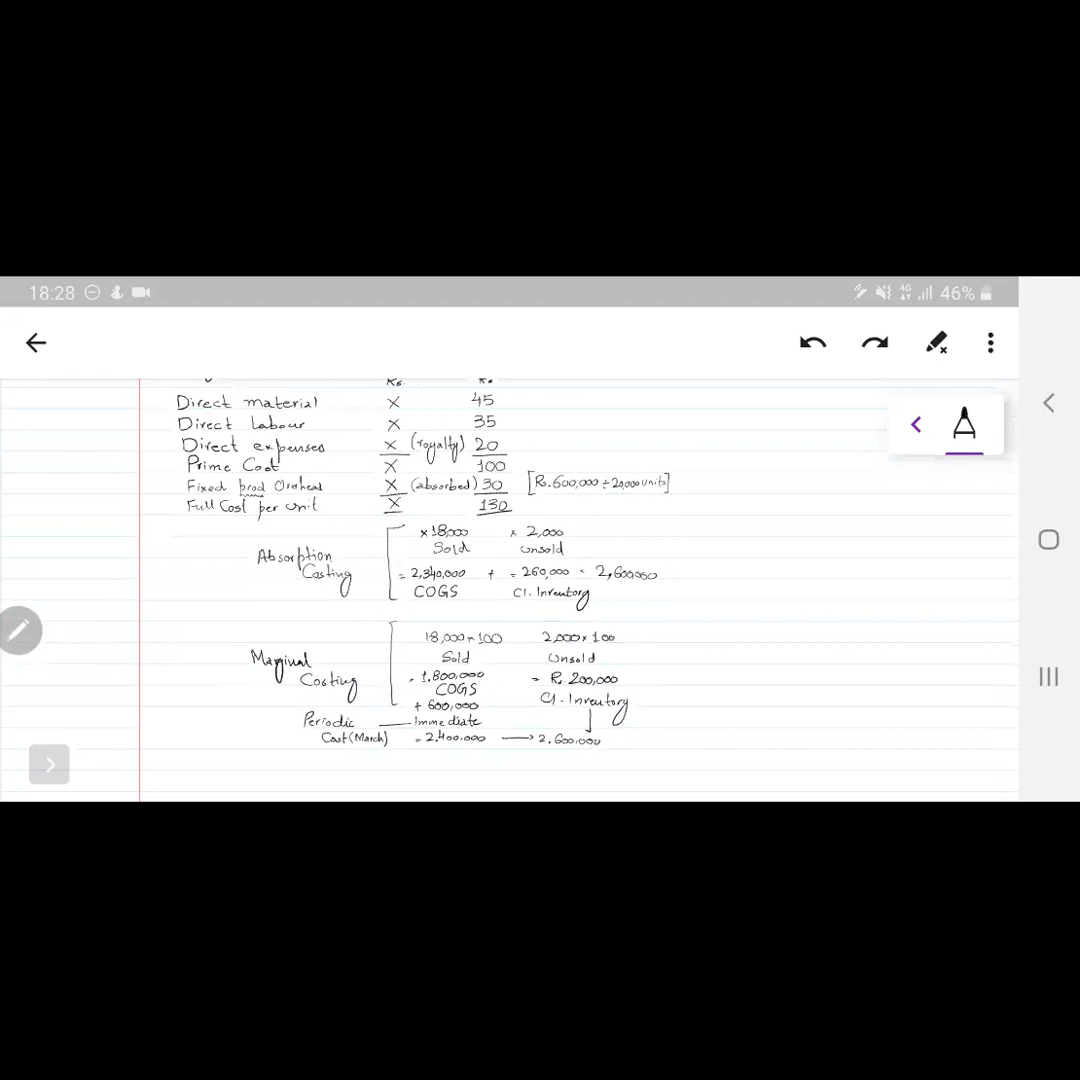 18:28 4G 46%
Rs. Rs
Direct material X 45
Direct Labour X 35
Direct expenses X (royalty) 20
Prime Cost X 100
Fixed prod Overhead X (absorbed) 30 [Rs.600,000 ÷ 20,000 units]
Full Cost per unit X 130
×18,000 × 2,000
Sold unsold
Absorption
Costing = 2,340,000 + = 260,000 = 2,600,000
COGS Cl. Inventory
18,000 × 100 2,000 × 100
Marginal Sold Unsold
Costing = 1,800,000 = Rs. 200,000
COGS Cl. Inventory
+ 600,000
Periodic — Immediate
Cost (March) = 2,400,000 → 2,600,000